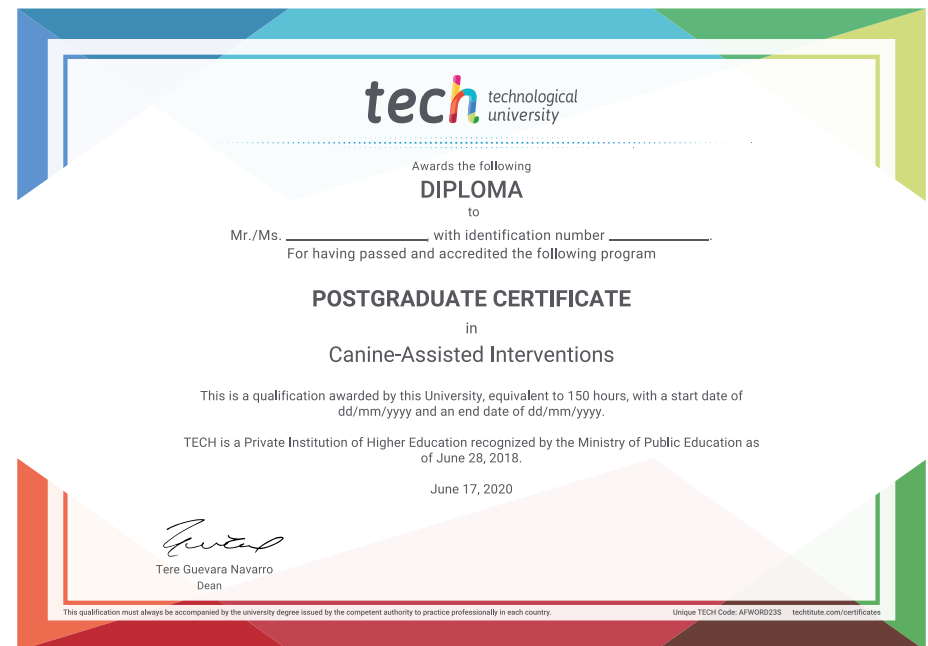 tech technological
university
Awards the following
DIPLOMA
to
Mr./Ms. ____________________, with identification number ______________.
For having passed and accredited the following program
POSTGRADUATE CERTIFICATE
in
Canine-Assisted Interventions
This is a qualification awarded by this University, equivalent to 150 hours, with a start date of
dd/mm/yyyy and an end date of dd/mm/yyyy.
TECH is a Private Institution of Higher Education recognized by the Ministry of Public Education as
of June 28, 2018.
June 17, 2020
Tere Guevara Navarro
Dean
This qualification must always be accompanied by the university degree issued by the competent authority to practice professionally in each country. Unique TECH Code: AFWORD23S techtitute.com/certificates